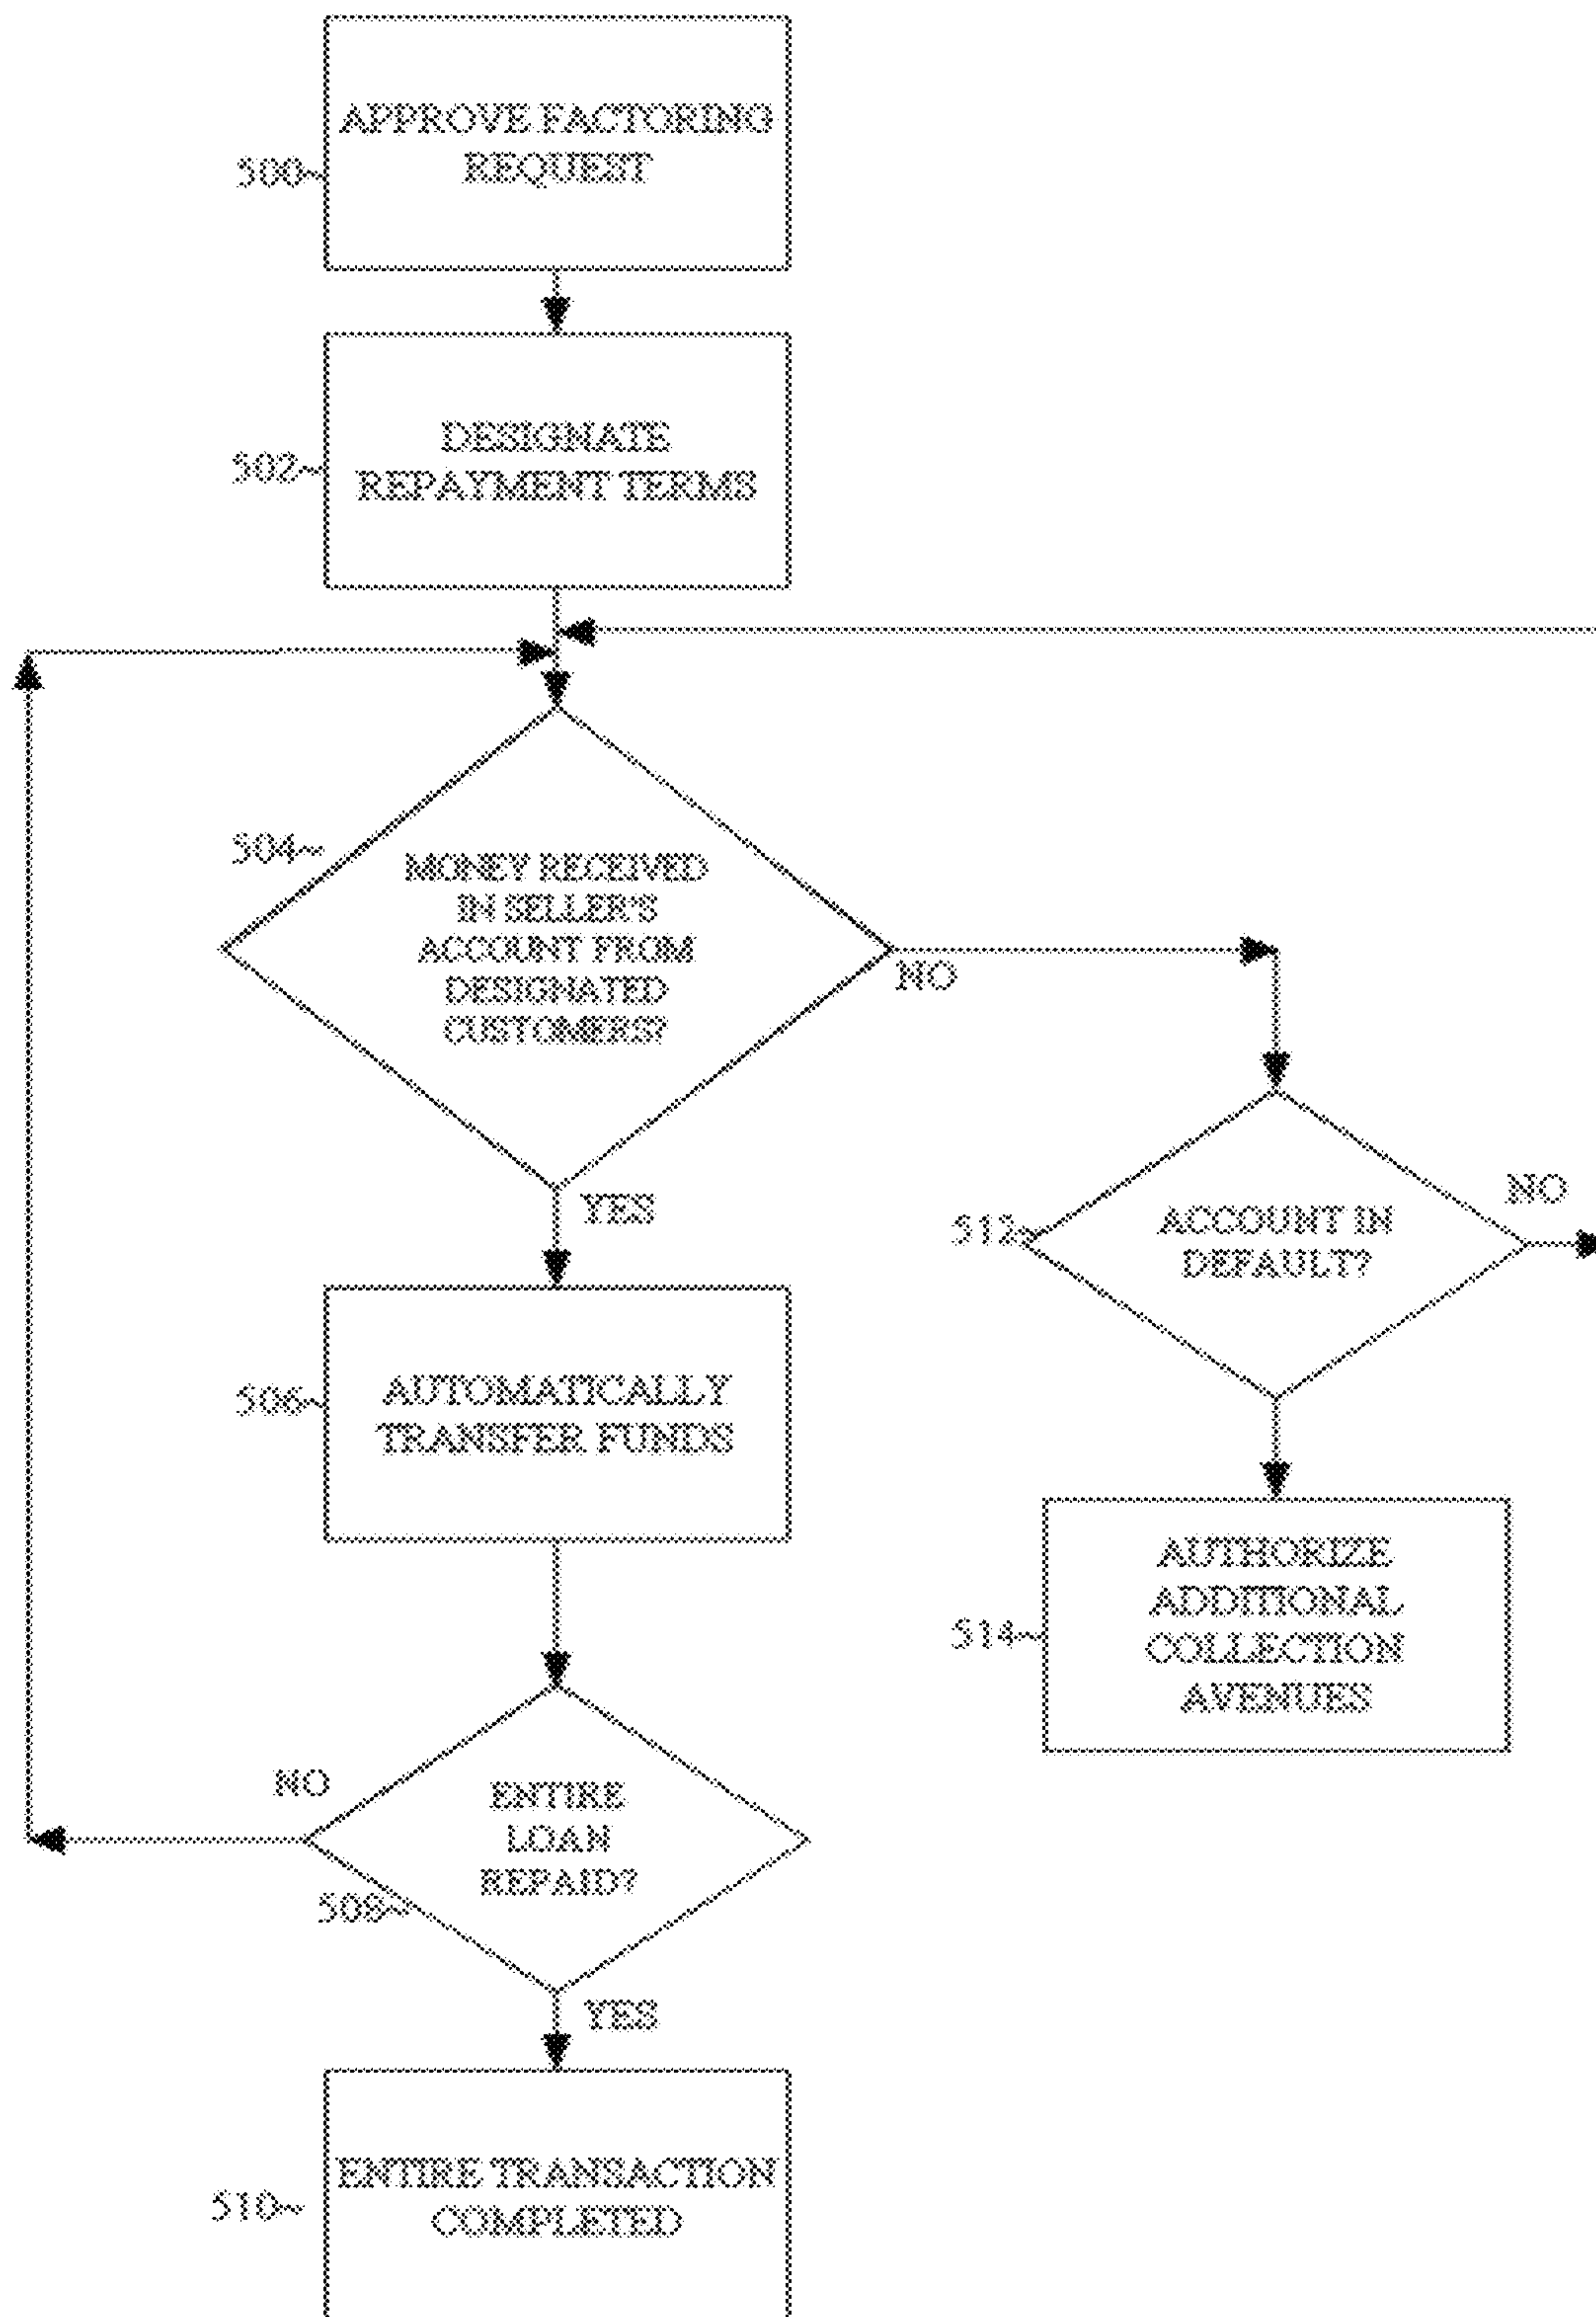 APPROVE FACTORING
REQUEST
500~
DESIGNATE
REPAYMENT TERMS
502~
504~
MONEY RECEIVED
IN SELLER'S
ACCOUNT FROM
DESIGNATED
CUSTOMERS?
NO
YES
512~
ACCOUNT IN
DEFAULT?
NO
506~
AUTOMATICALLY
TRANSFER FUNDS
514~
AUTHORIZE
ADDITIONAL
COLLECTION
AVENUES
NO
ENTIRE
LOAN
REPAID?
508~
YES
ENTIRE TRANSACTION
COMPLETED
510~